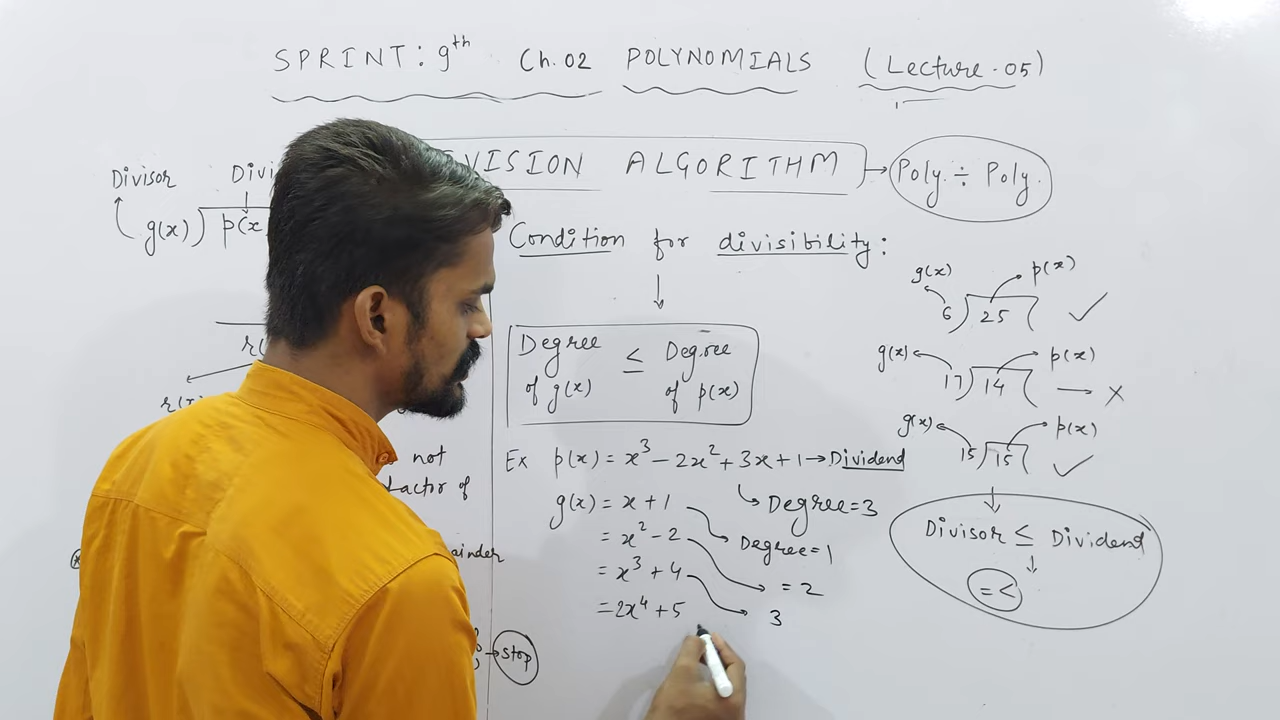 SPRINT: 9th Ch. 02 POLYNOMIALS (Lecture-05)
IVISION ALGORITHM → Poly. ÷ Poly.
Divisor
g(x) ) p(x
Condition for divisibility:
Degree of g(x) ≤ Degree of p(x)
Ex p(x) = x³ - 2x² + 3x + 1 → Dividend
Degree=3
g(x) = x + 1
Degree=1
= x² - 2
= 2
= x³ + 4
3
= 2x⁴ + 5
g(x) p(x)
6 ) 25 ✓
g(x) p(x)
17 ) 14 → X
g(x) p(x)
15 ) 15 ✓
Divisor ≤ Dividend
= <
not
factor of
stop